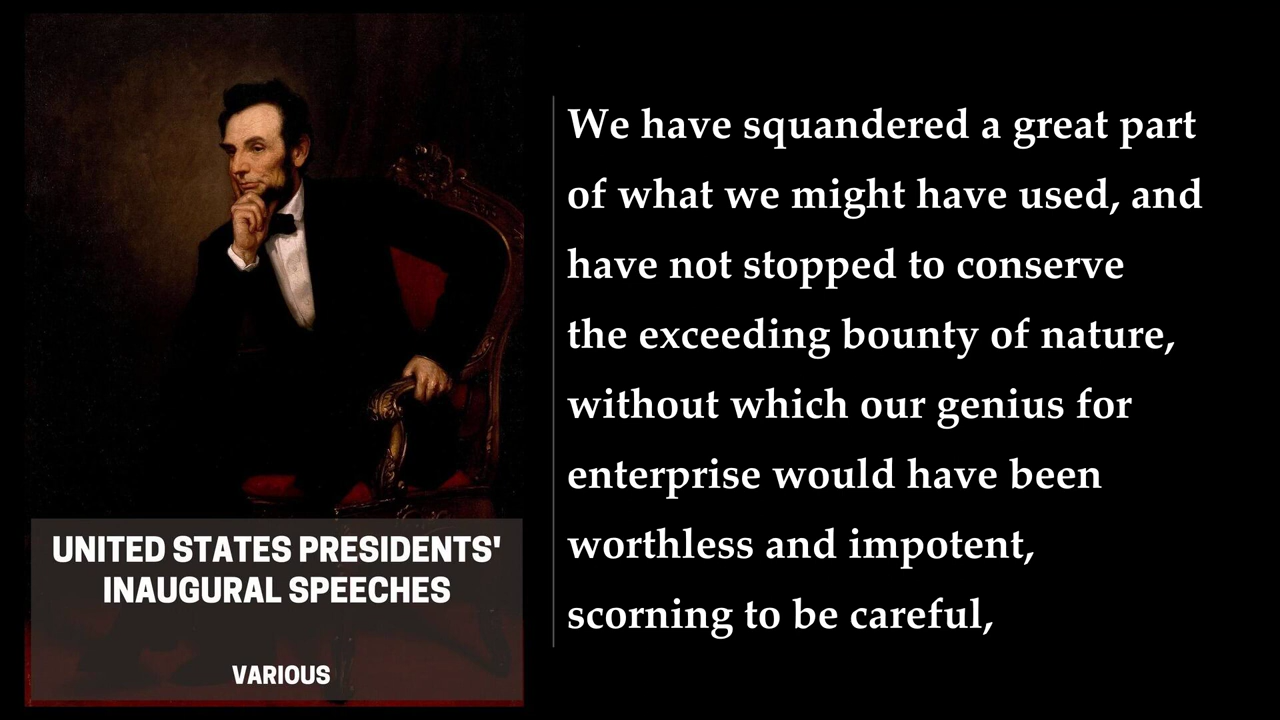 We have squandered a great part
of what we might have used, and
have not stopped to conserve
the exceeding bounty of nature,
without which our genius for
enterprise would have been
worthless and impotent,
scorning to be careful,
UNITED STATES PRESIDENTS'
INAUGURAL SPEECHES
VARIOUS